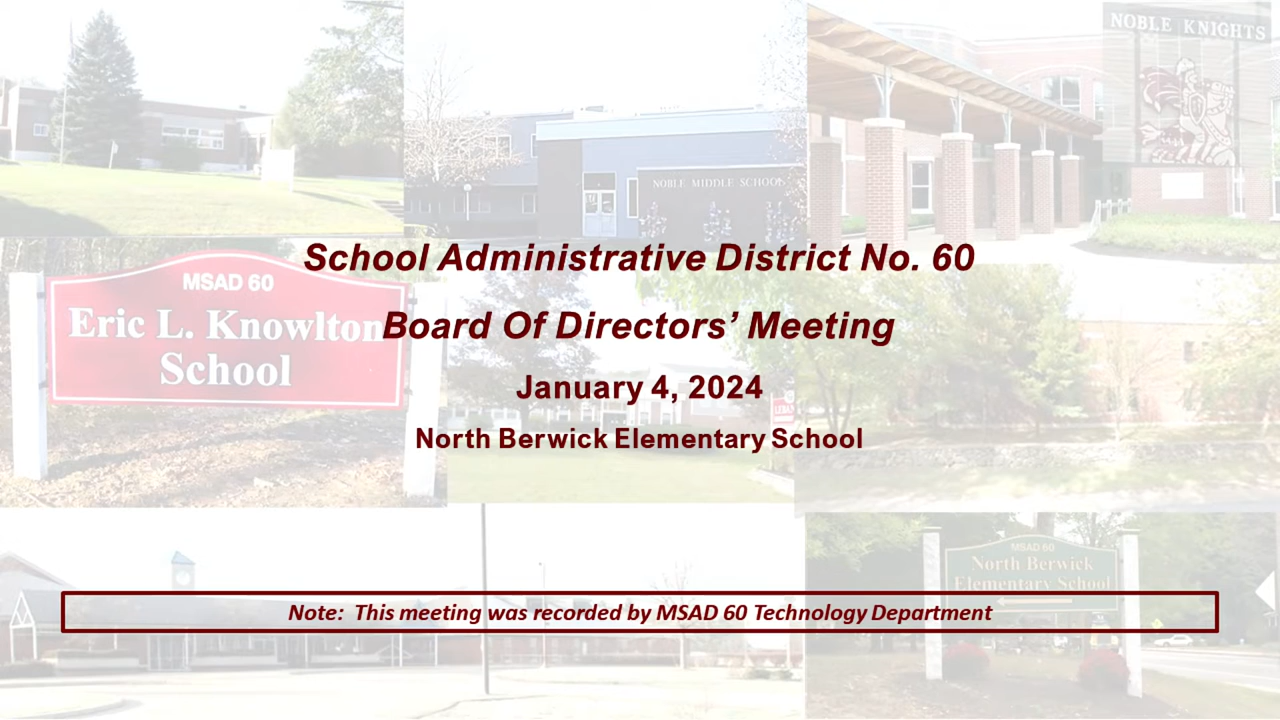 NOBLE KNIGHTS
NOBLE MIDDLE SCHOOL
School Administrative District No. 60
MSAD 60
Eric L. Knowlton
School
Board Of Directors’ Meeting
January 4, 2024
North Berwick Elementary School
MSAD 60
North Berwick
Elementary School
Note: This meeting was recorded by MSAD 60 Technology Department